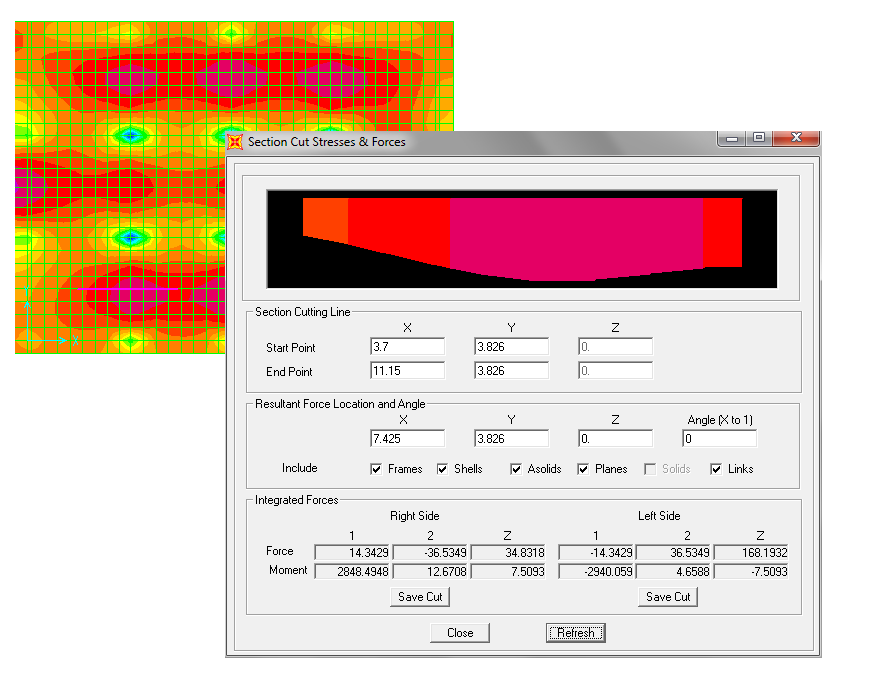 Section Cut Stresses & Forces
Section Cutting Line
X Y Z
Start Point 3.7 3.826 0.
End Point 11.15 3.826 0.
Resultant Force Location and Angle
X Y Z Angle (X to 1)
7.425 3.826 0. 0
Include Frames Shells Asolids Planes Solids Links
Integrated Forces
Right Side Left Side
1 2 Z 1 2 Z
Force 14.3429 -36.5349 34.8318 -14.3429 36.5349 168.1932
Moment 2848.4948 12.6708 7.5093 -2940.059 4.6588 -7.5093
Save Cut Save Cut
Close Refresh
Y
X